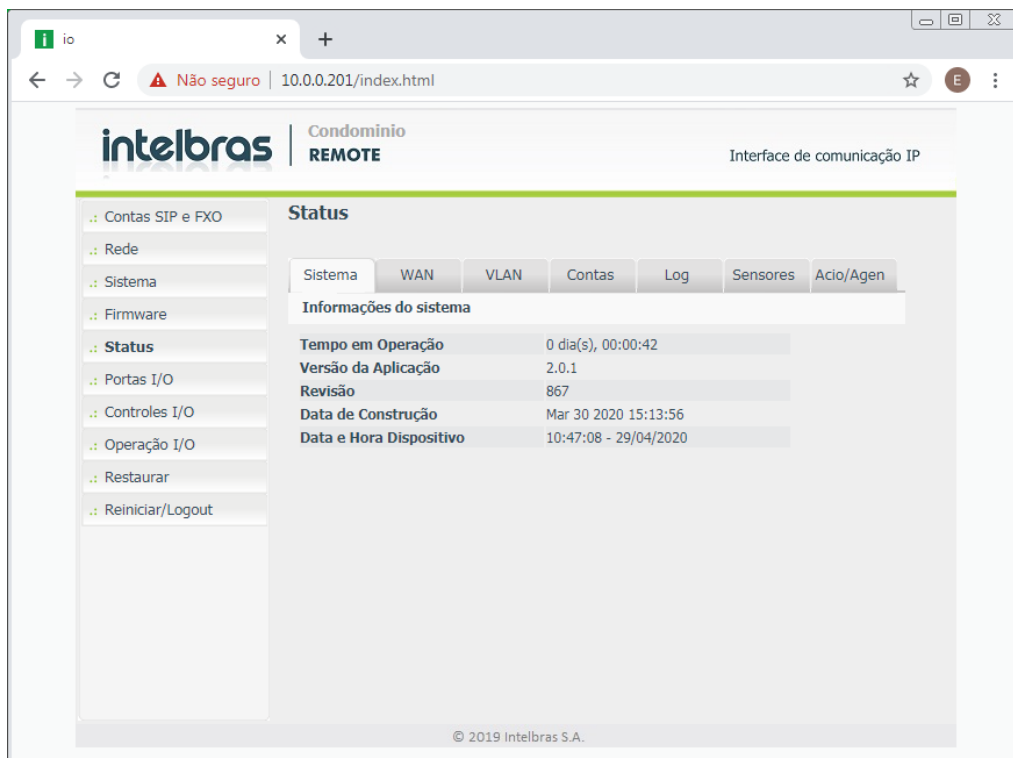 io
Não seguro | 10.0.0.201/index.html
E
intelbras
Condominio
REMOTE
Interface de comunicação IP
.: Contas SIP e FXO
.: Rede
.: Sistema
.: Firmware
.: Status
.: Portas I/O
.: Controles I/O
.: Operação I/O
.: Restaurar
.: Reiniciar/Logout
Status
Sistema WAN VLAN Contas Log Sensores Acio/Agen
Informações do sistema
Tempo em Operação 0 dia(s), 00:00:42
Versão da Aplicação 2.0.1
Revisão 867
Data de Construção Mar 30 2020 15:13:56
Data e Hora Dispositivo 10:47:08 - 29/04/2020
© 2019 Intelbras S.A.